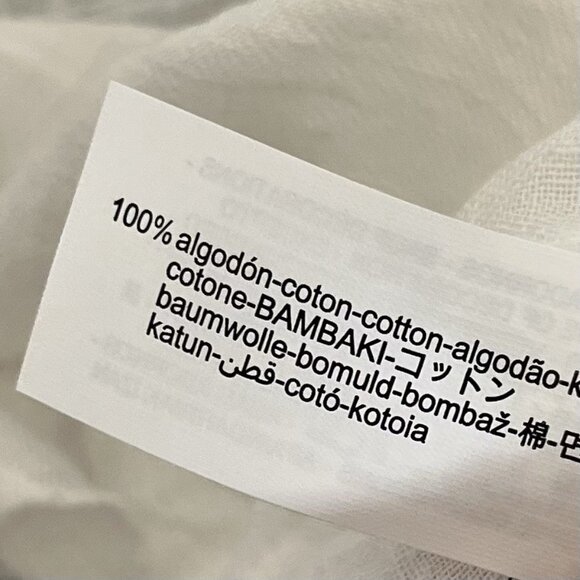 100% algodón-coton-cotton-algodão-k
cotone-BAMBAKI-コットン
baumwolle-bomuld-bombaž-棉-
katun-قطن-cotó-kotoia